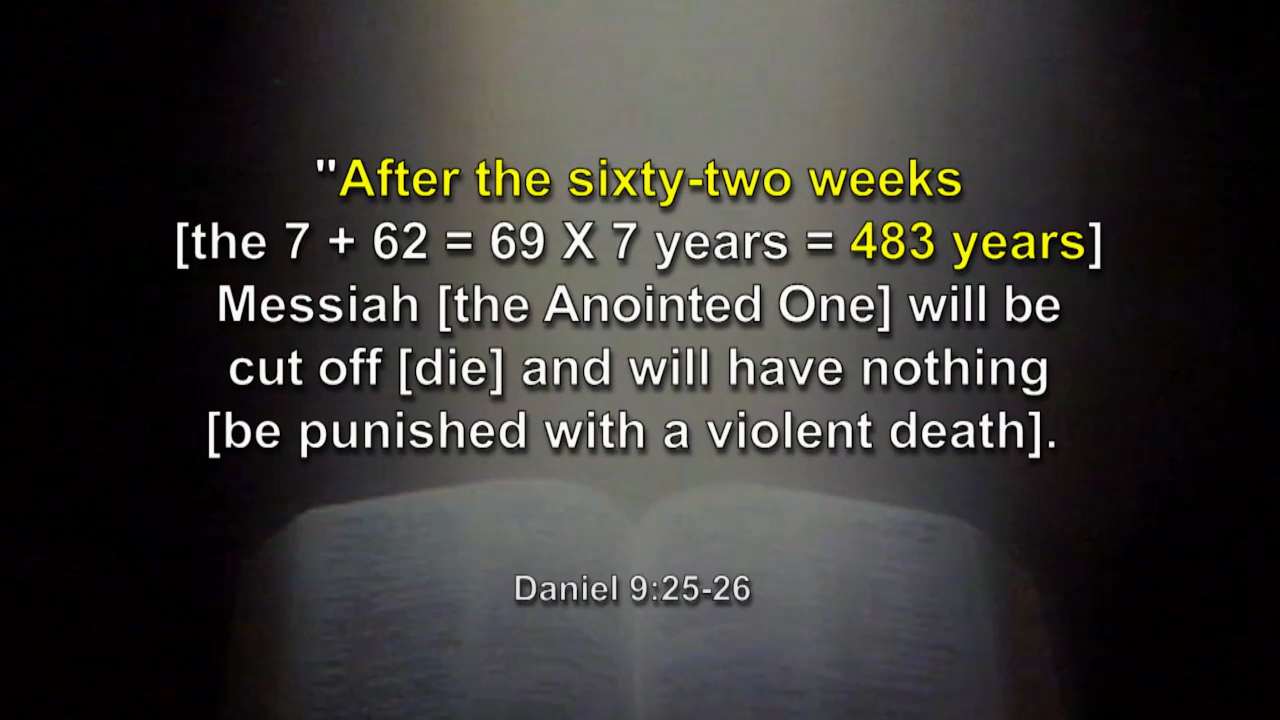 "After the sixty-two weeks
[the 7 + 62 = 69 X 7 years = 483 years]
Messiah [the Anointed One] will be
cut off [die] and will have nothing
[be punished with a violent death].
Daniel 9:25-26